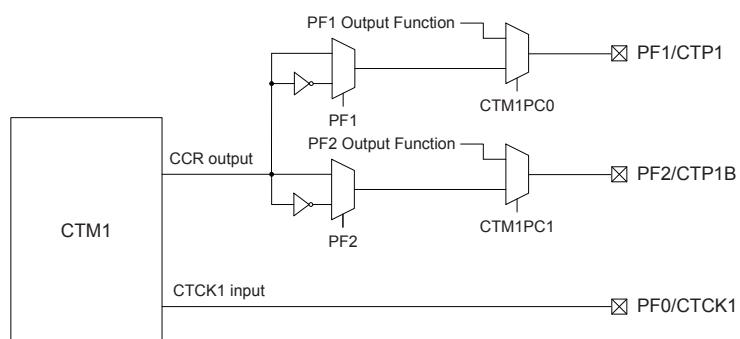 PF1 Output Function
PF1/CTP1
CTM1PC0
PF1
PF2 Output Function
CCR output
PF2/CTP1B
CTM1PC1
PF2
CTM1
CTCK1 input
PF0/CTCK1